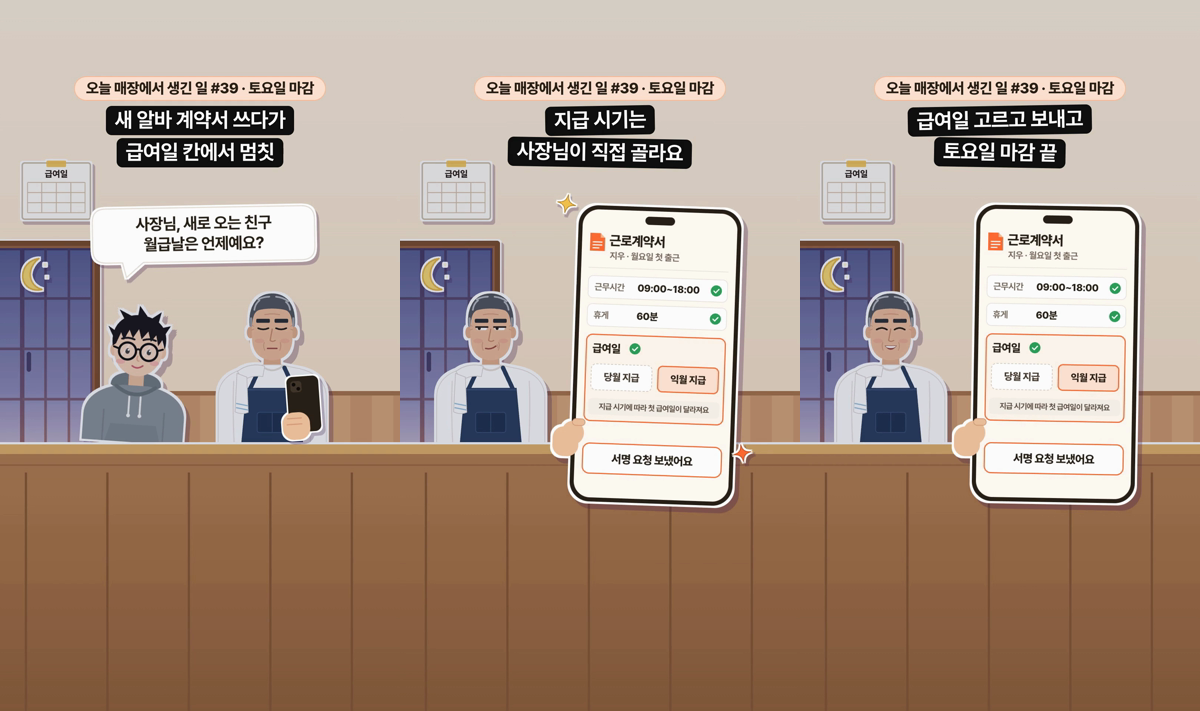 오늘 매장에서 생긴 일 #39 · 토요일 마감
새 알바 계약서 쓰다가
급여일 칸에서 멈칫
급여일
사장님, 새로 오는 친구
월급날은 언제예요?
오늘 매장에서 생긴 일 #39 · 토요일 마감
지급 시기는
사장님이 직접 골라요
급여일
근로계약서
지우 · 월요일 첫 출근
근무시간 09:00~18:00
휴게 60분
급여일
당월 지급 익월 지급
지급 시기에 따라 첫 급여일이 달라져요
서명 요청 보냈어요
오늘 매장에서 생긴 일 #39 · 토요일 마감
급여일 고르고 보내고
토요일 마감 끝
급여일
근로계약서
지우 · 월요일 첫 출근
근무시간 09:00~18:00
휴게 60분
급여일
당월 지급 익월 지급
지급 시기에 따라 첫 급여일이 달라져요
서명 요청 보냈어요